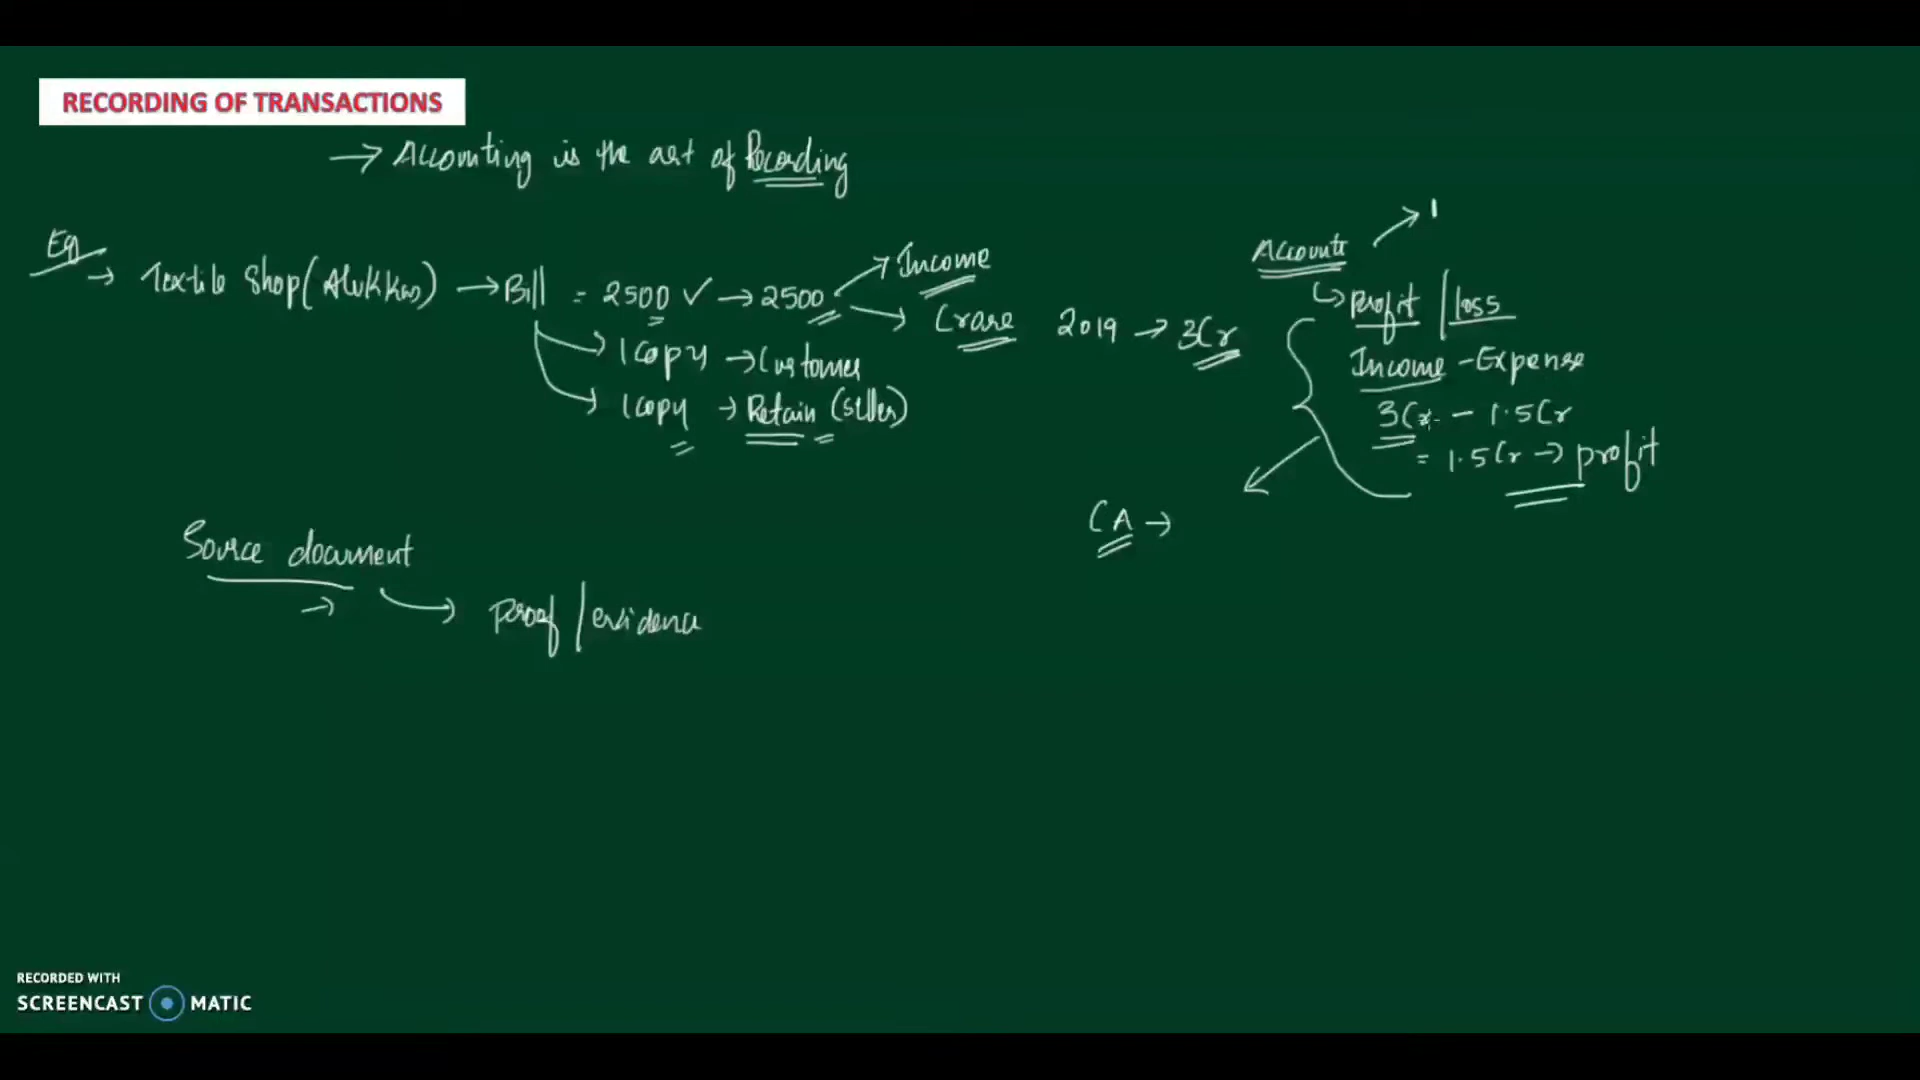 RECORDING OF TRANSACTIONS
→ Accounting is the art of Recording
Eg
→ Textile Shop (Alukkas) → Bill = 2500 ✓ → 2500 → Income
→ Crore 2019 → 3Cr
1 Copy → Customer
1 Copy → Retain (Seller)
Accounts →
↳ Profit / loss
Income - Expense
3Cr - 1.5Cr
= 1.5Cr → profit
CA →
Source document
→ → Proof / evidence
RECORDED WITH
SCREENCAST MATIC